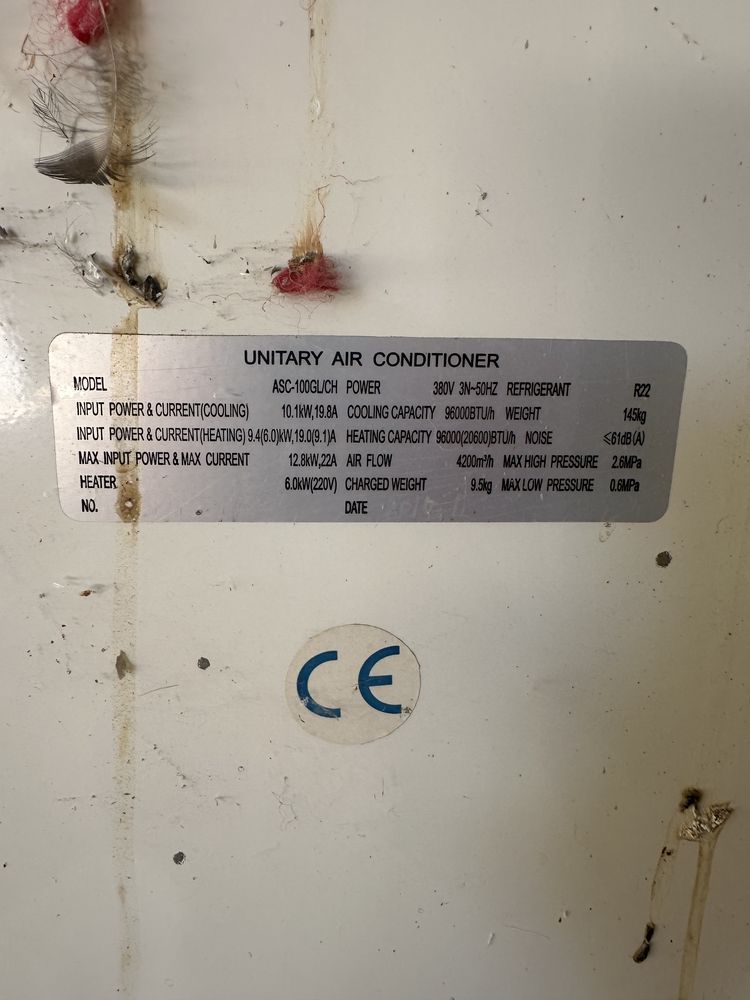 UNITARY AIR CONDITIONER
MODEL ASC-100GL/CH POWER 380V 3N~50HZ REFRIGERANT R22
INPUT POWER & CURRENT(COOLING) 10.1kW,19.8A COOLING CAPACITY 96000BTU/h WEIGHT 145kg
INPUT POWER & CURRENT(HEATING) 9.4(6.0)kW,19.0(9.1)A HEATING CAPACITY 96000(20600)BTU/h NOISE ≤61dB(A)
MAX INPUT POWER & MAX CURRENT 12.8kW,22A AIR FLOW 4200m³/h MAX HIGH PRESSURE 2.6MPa
HEATER 6.0kW(220V) CHARGED WEIGHT 9.5kg MAX LOW PRESSURE 0.6MPa
NO. DATE
CE